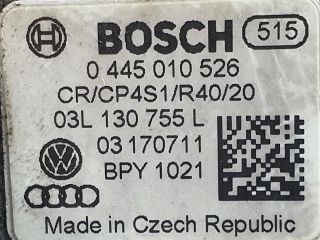 BOSCH 515
0 445 010 526
CR/CP4S1/R40/20
03L 130 755 L
03 170711
BPY 1021
Made in Czech Republic